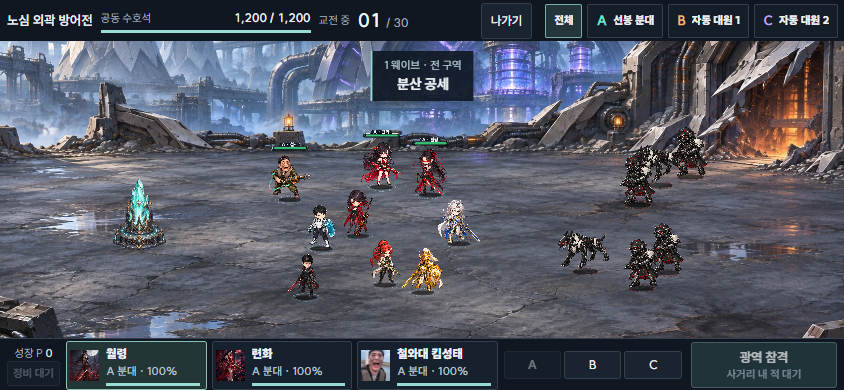 노심 외곽 방어전
공동 수호석 1,200 / 1,200
교전 중 01 / 30
나가기
전체
A 선봉 분대
B 자동 대원 1
C 자동 대원 2
1 웨이브 · 전 구역
분산 공세
성장 P 0
정비 대기
월령
A 분대 · 100%
련화
A 분대 · 100%
철와대 킴성태
A 분대 · 100%
A
B
C
광역 참격
사거리 내 적 대기